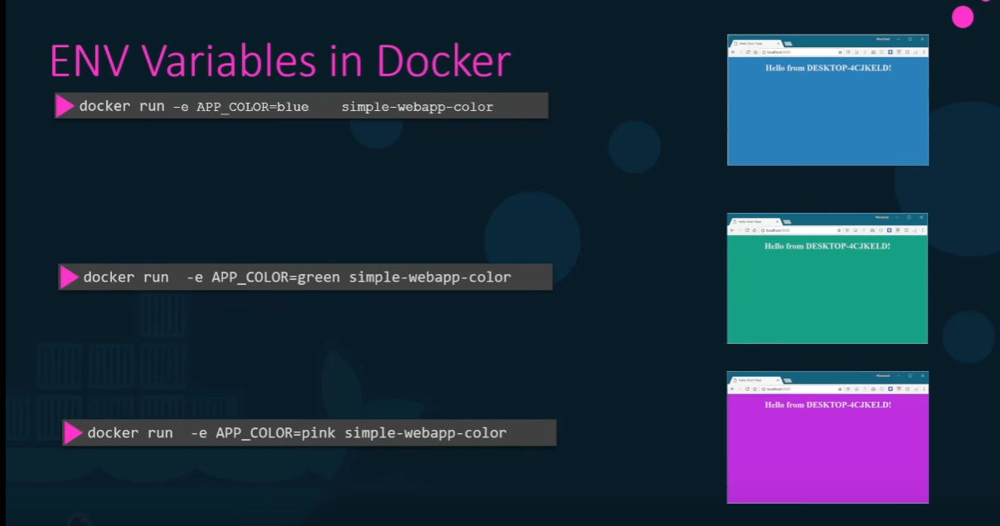 ENV Variables in Docker
docker run -e APP_COLOR=blue simple-webapp-color
Hello from DESKTOP-4CJKELD!
docker run -e APP_COLOR=green simple-webapp-color
Hello from DESKTOP-4CJKELD!
docker run -e APP_COLOR=pink simple-webapp-color
Hello from DESKTOP-4CJKELD!